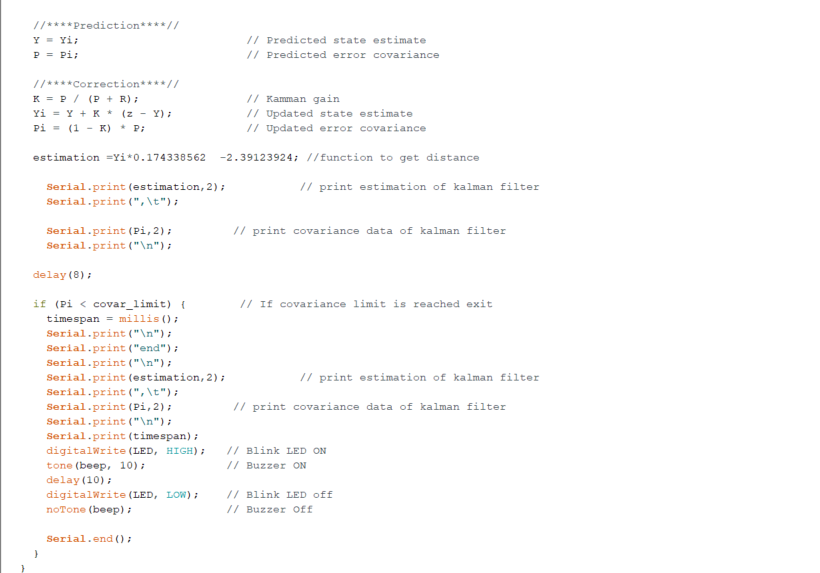 //****Prediction****//
Y = Yi;                         // Predicted state estimate
P = Pi;                         // Predicted error covariance
//****Correction****//
K = P / (P + R);                // Kamman gain
Yi = Y + K * (z - Y);           // Updated state estimate
Pi = (1 - K) * P;               // Updated error covariance
estimation =Yi*0.174338562  -2.39123924; //function to get distance
Serial.print(estimation,2);           // print estimation of kalman filter
Serial.print(",\t");
Serial.print(Pi,2);         // print covariance data of kalman filter
Serial.print("\n");
delay(8);
if (Pi < covar_limit) {        // If covariance limit is reached exit
timespan = millis();
Serial.print("\n");
Serial.print("end");
Serial.print("\n");
Serial.print(estimation,2);           // print estimation of kalman filter
Serial.print(",\t");
Serial.print(Pi,2);         // print covariance data of kalman filter
Serial.print("\n");
Serial.print(timespan);
digitalWrite(LED, HIGH);   // Blink LED ON
tone(beep, 10);            // Buzzer ON
delay(10);
digitalWrite(LED, LOW);    // Blink LED off
noTone(beep);              // Buzzer Off
Serial.end();
}
}